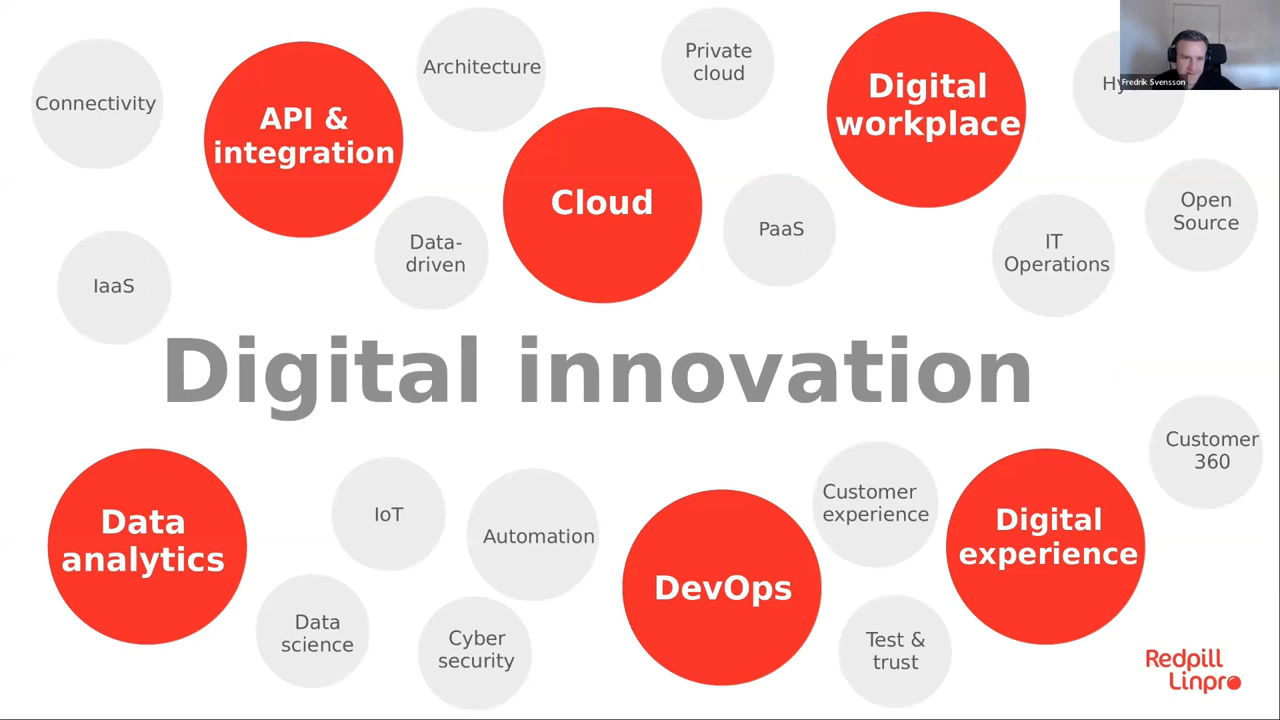 Connectivity
API &
integration
Architecture
Private
cloud
Digital
workplace
Fredrik Svensson
Cloud
Data-
driven
PaaS
IT
Operations
Open
Source
IaaS
Digital innovation
Customer
360
Data
analytics
IoT
Automation
Customer
experience
Digital
experience
DevOps
Data
science
Cyber
security
Test &
trust
Redpill
Linpro